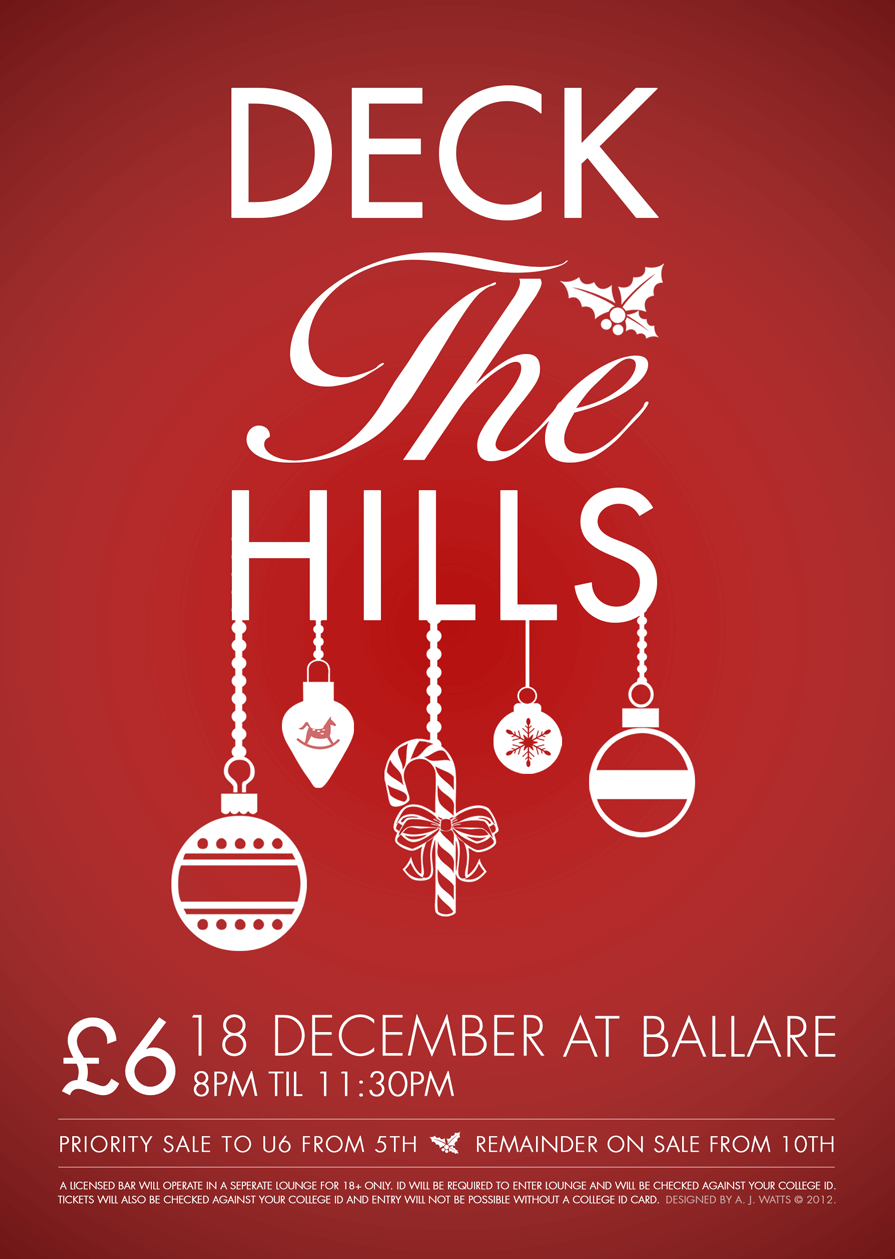 DECK
The
HILLS
£6 18 DECEMBER AT BALLARE
8PM TIL 11:30PM
PRIORITY SALE TO U6 FROM 5TH REMAINDER ON SALE FROM 10TH
A LICENSED BAR WILL OPERATE IN A SEPERATE LOUNGE FOR 18+ ONLY. ID WILL BE REQUIRED TO ENTER LOUNGE AND WILL BE CHECKED AGAINST YOUR COLLEGE ID.
TICKETS WILL ALSO BE CHECKED AGAINST YOUR COLLEGE ID AND ENTRY WILL NOT BE POSSIBLE WITHOUT A COLLEGE ID CARD. DESIGNED BY A. J. WATTS © 2012.